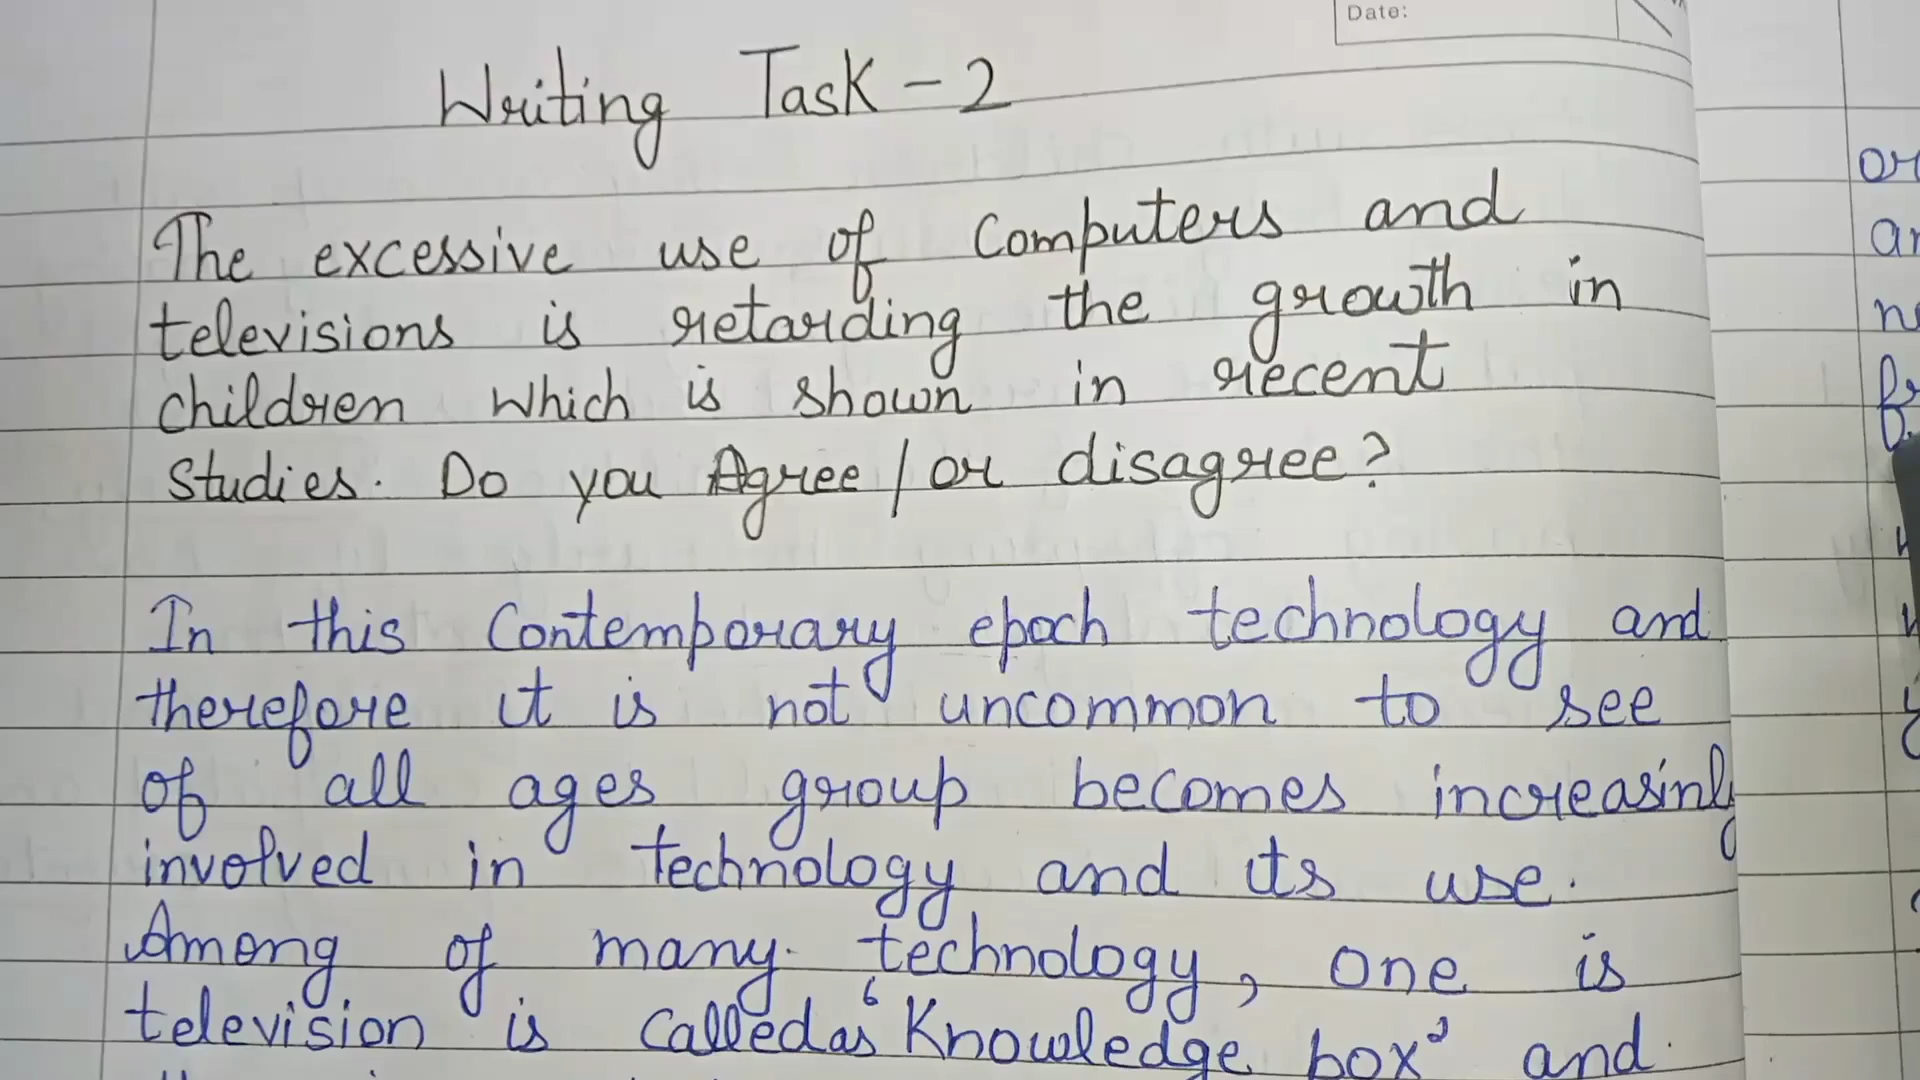 Date:
Writing Task - 2
The excessive use of Computers and
televisions is retarding the growth in
children which is shown in recent
Studies. Do you Agree / or disagree?
In this Contemporary epoch technology and
therefore it is not uncommon to see
of all ages group becomes increasinly
involved in technology and its use.
Among of many technology, one is
television is called as 'Knowledge box' and
or